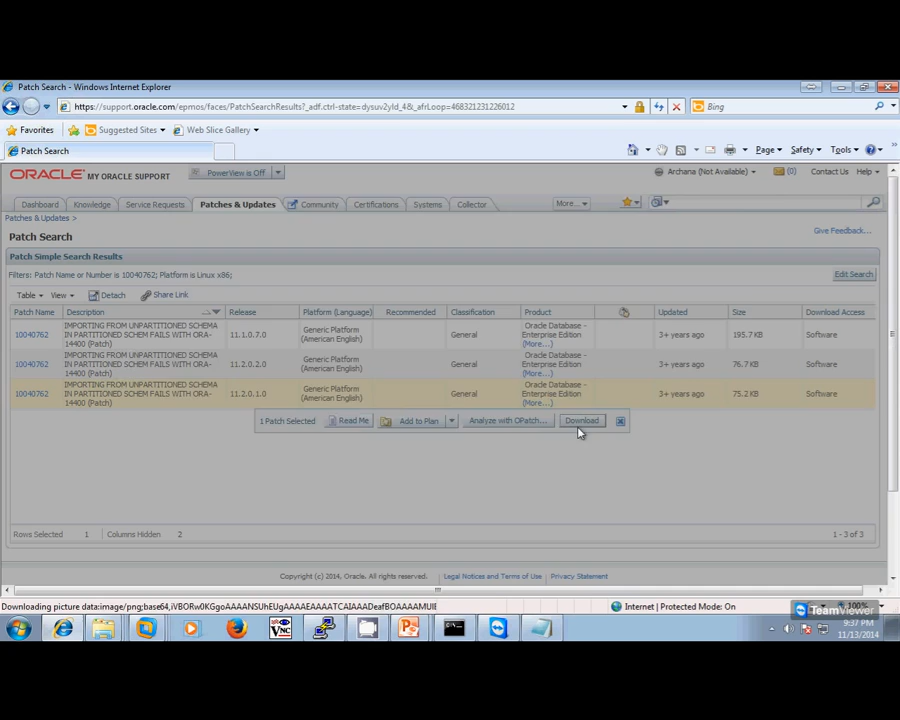 Patch Search - Windows Internet Explorer
https://support.oracle.com/epmos/faces/PatchSearchResults?_adf.ctrl-state=dysuv2yld_4&_afrLoop=468321231226012
Bing
Favorites
Suggested Sites
Web Slice Gallery
Patch Search
Page
Safety
Tools
ORACLE MY ORACLE SUPPORT
PowerView is Off
Archana (Not Available)
(0)
Contact Us
Help
Dashboard
Knowledge
Service Requests
Patches & Updates
Community
Certifications
Systems
Collector
More...
Patches & Updates >
Patch Search
Give Feedback...
Patch Simple Search Results
Filters: Patch Name or Number is 10040762; Platform is Linux x86;
Edit Search
Table
View
Detach
Share Link
Patch Name Description Release Platform (Language) Recommended Classification Product Updated Size Download Access
10040762
IMPORTING FROM UNPARTITIONED SCHEMA
IN PARTITIONED SCHEM FAILS WITH ORA-
14400 (Patch)
11.1.0.7.0
Generic Platform
(American English)
General
Oracle Database -
Enterprise Edition
(More...)
3+ years ago
195.7 KB
Software
10040762
IMPORTING FROM UNPARTITIONED SCHEMA
IN PARTITIONED SCHEM FAILS WITH ORA-
14400 (Patch)
11.2.0.2.0
Generic Platform
(American English)
General
Oracle Database -
Enterprise Edition
(More...)
3+ years ago
76.7 KB
Software
10040762
IMPORTING FROM UNPARTITIONED SCHEMA
IN PARTITIONED SCHEM FAILS WITH ORA-
14400 (Patch)
11.2.0.1.0
Generic Platform
(American English)
General
Oracle Database -
Enterprise Edition
(More...)
3+ years ago
75.2 KB
Software
1 Patch Selected
Read Me
Add to Plan
Analyze with OPatch...
Download
Rows Selected 1
Columns Hidden 2
1 - 3 of 3
Copyright (c) 2014, Oracle. All rights reserved.
Legal Notices and Terms of Use
Privacy Statement
Internet | Protected Mode: On
TeamViewer
9:37 PM
11/13/2014